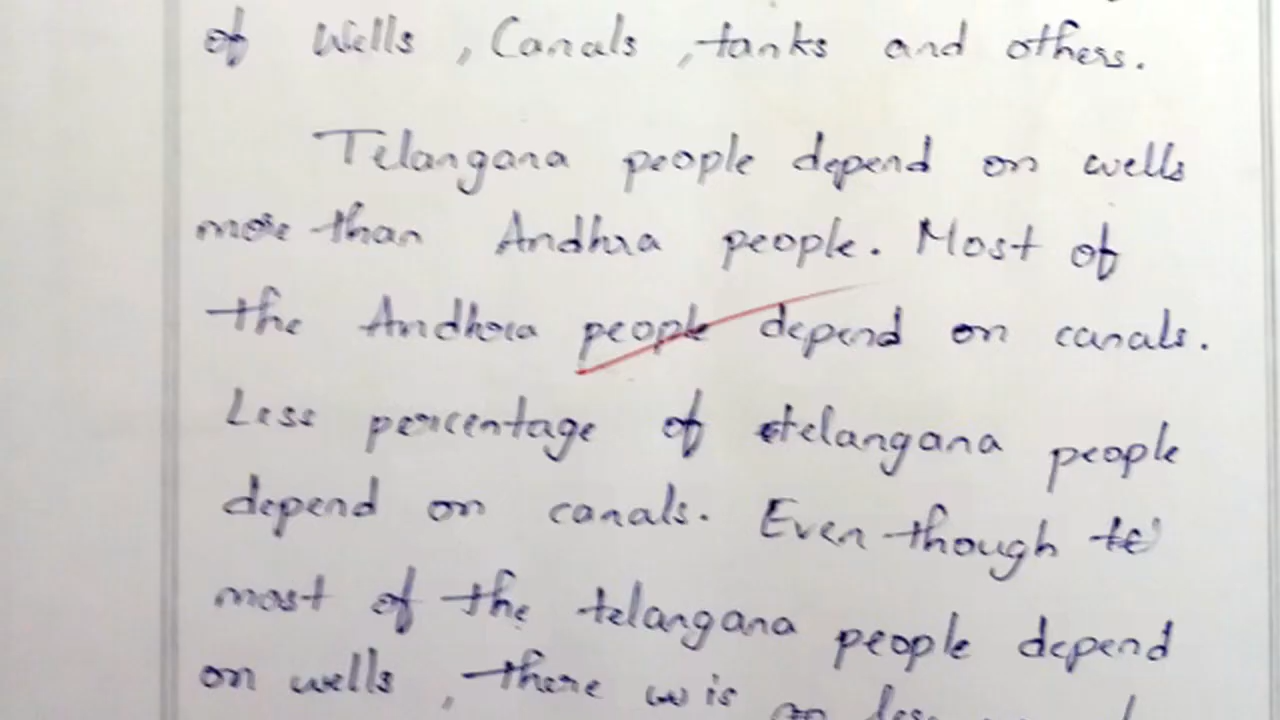 of Wells , Canals , tanks and others.
Telangana people depend on wells
more than Andhra people. Most of
the Andhra people depend on canals.
Less percentage of telangana people
depend on canals. Even though te
most of the telangana people depend
on wells , there w is